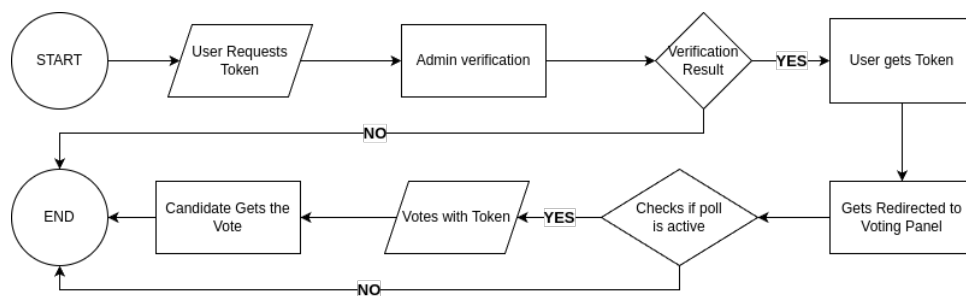 START
User Requests
Token
Admin verification
Verification
Result
YES
User gets Token
NO
END
Candidate Gets the
Vote
Votes with Token
YES
Checks if poll
is active
Gets Redirected to
Voting Panel
NO